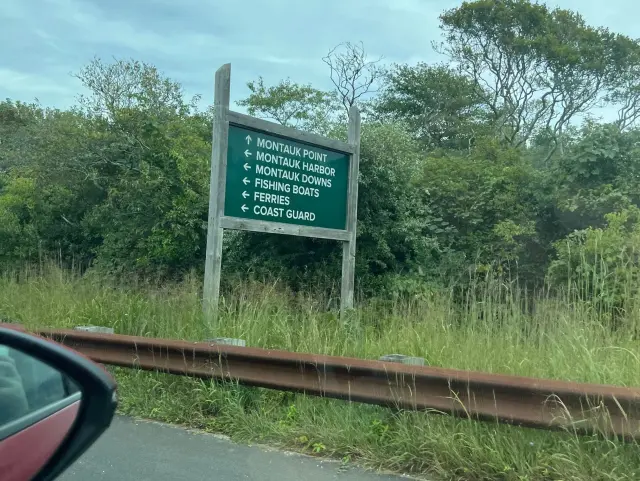 ↑ MONTAUK POINT
← MONTAUK HARBOR
← MONTAUK DOWNS
← FISHING BOATS
← FERRIES
← COAST GUARD